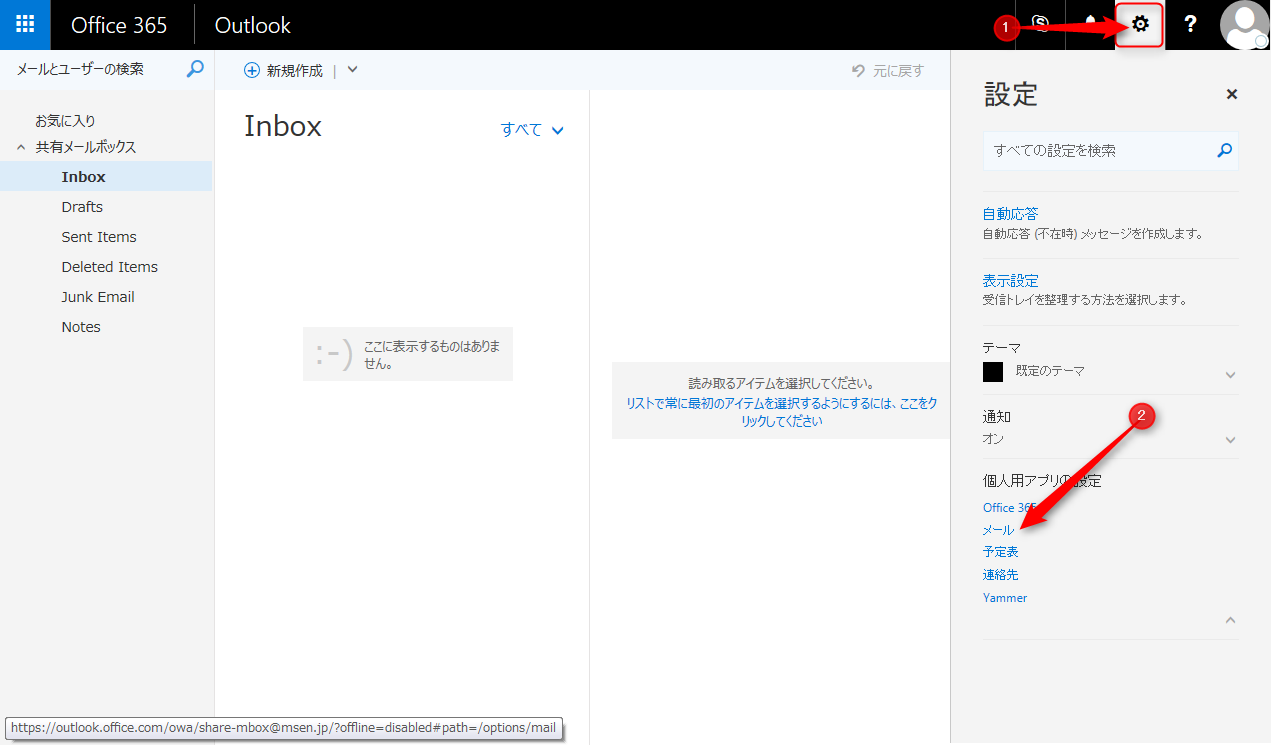 Office 365
Outlook
1
?
メールとユーザーの検索
新規作成 |
元に戻す
お気に入り
共有メールボックス
Inbox
Drafts
Sent Items
Deleted Items
Junk Email
Notes
Inbox
すべて
:-)
ここに表示するものはありま
せん。
読み取るアイテムを選択してください。
リストで常に最初のアイテムを選択するようにするには、ここをク
リックしてください
設定
×
すべての設定を検索
自動応答
自動応答 (不在時) メッセージを作成します。
表示設定
受信トレイを整理する方法を選択します。
テーマ
既定のテーマ
通知
オン
2
個人用アプリの設定
Office 365
メール
予定表
連絡先
Yammer
https://outlook.office.com/owa/share-mbox@msen.jp/?offline=disabled#path=/options/mail